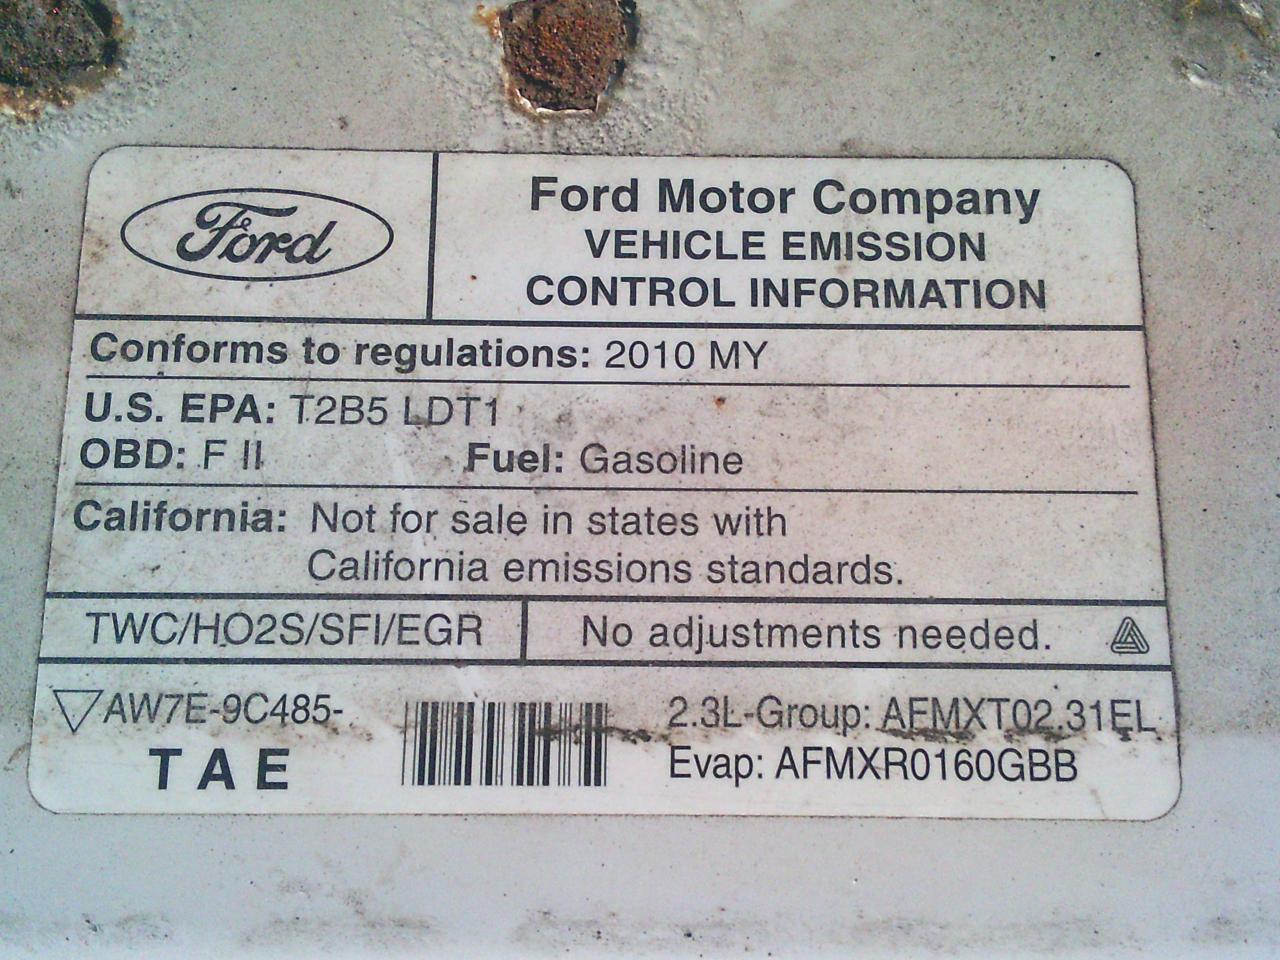 Ford
Ford Motor Company
VEHICLE EMISSION
CONTROL INFORMATION
Conforms to regulations: 2010 MY
U.S. EPA: T2B5 LDT1
OBD: F II Fuel: Gasoline
California: Not for sale in states with
California emissions standards.
TWC/HO2S/SFI/EGR No adjustments needed.
AW7E-9C485-
TAE
2.3L-Group: AFMXT02.31EL
Evap: AFMXR0160GBB